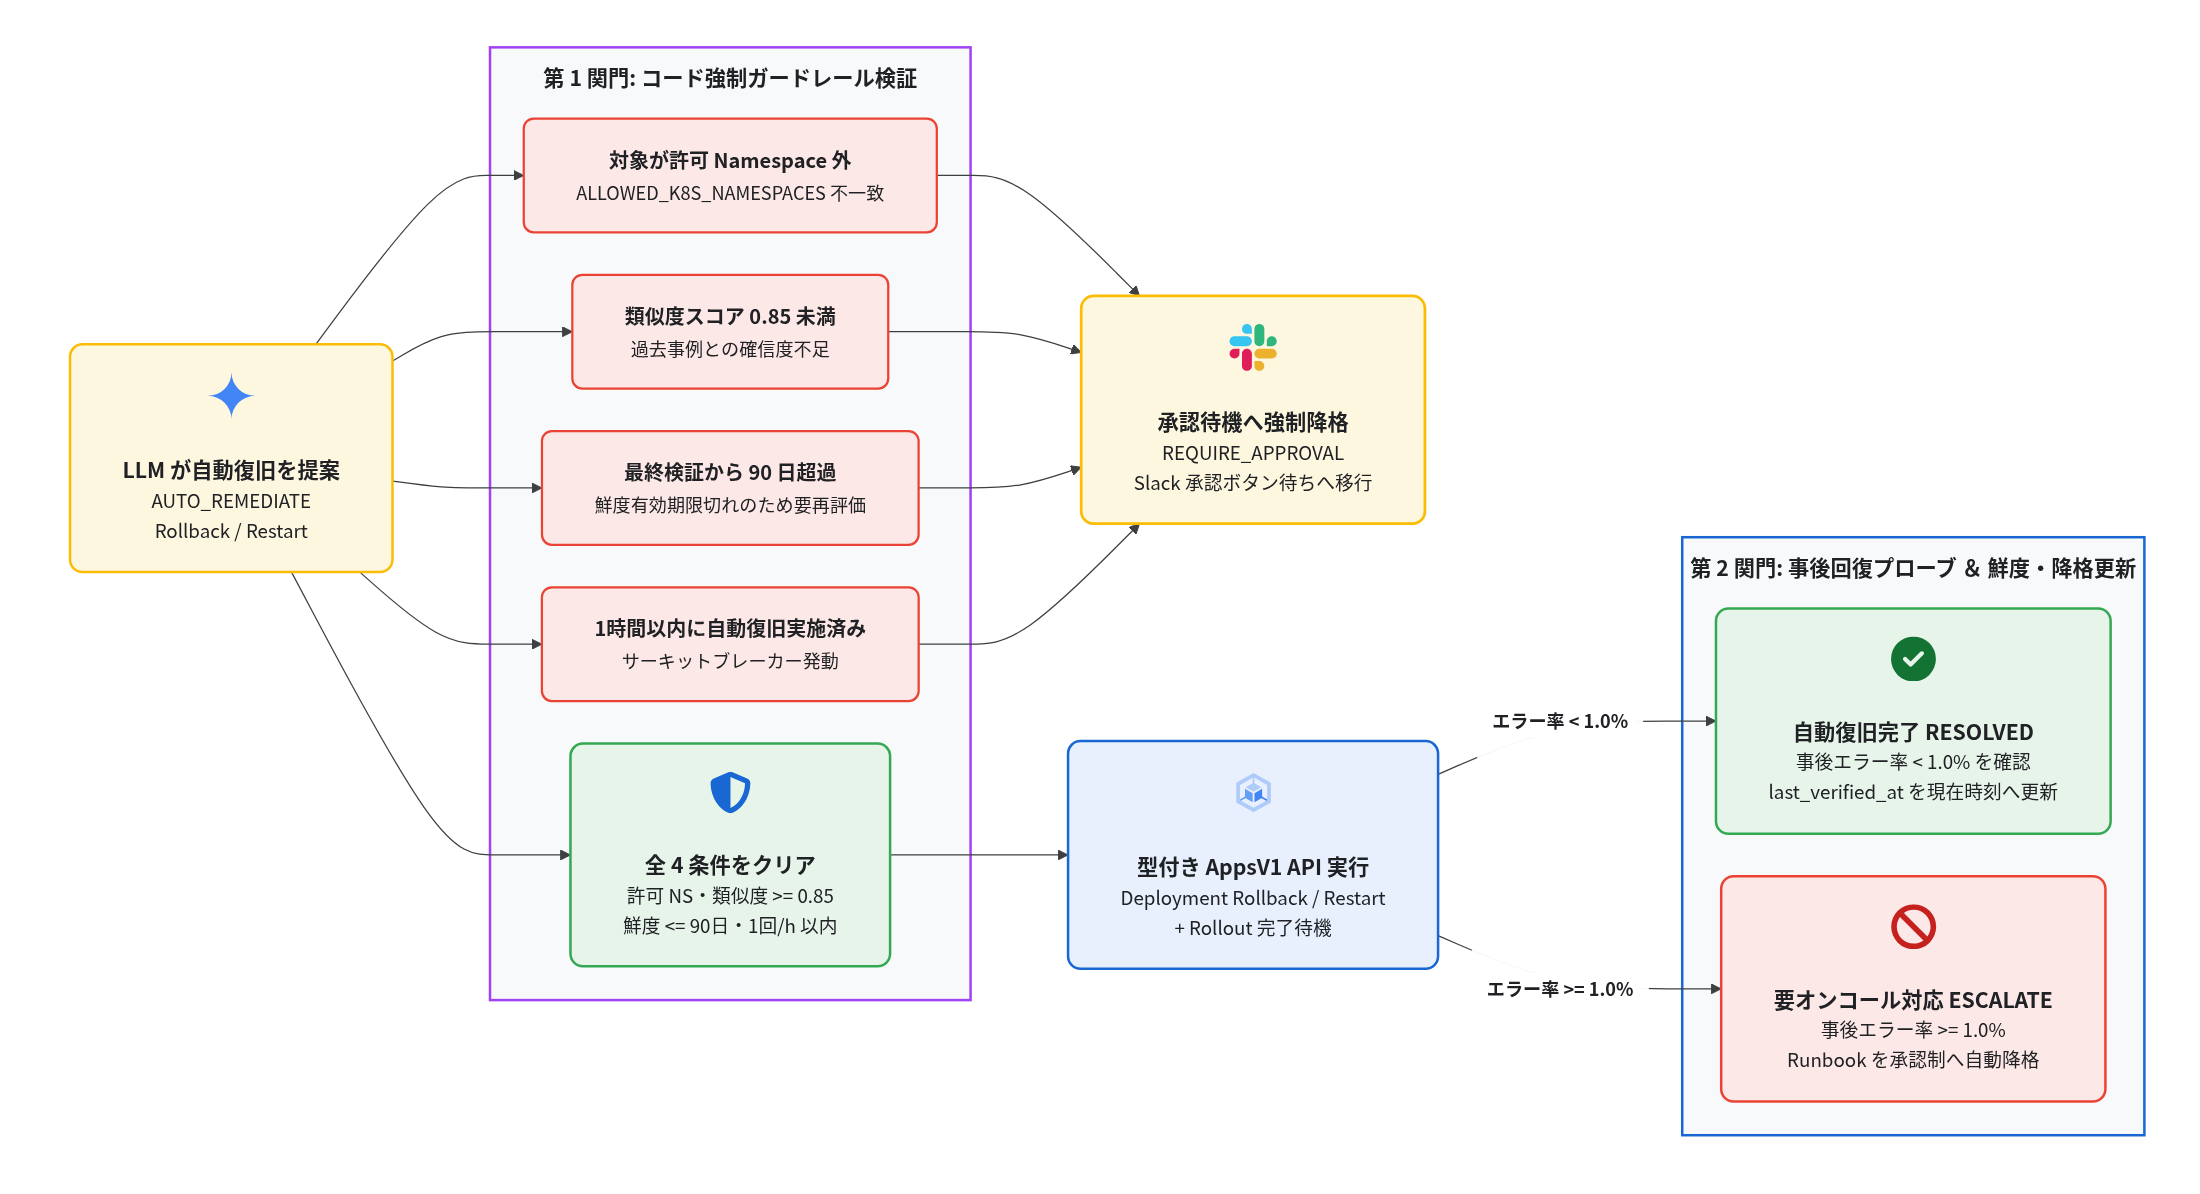 第 1 関門: コード強制ガードレール検証
対象が許可 Namespace 外
ALLOWED_K8S_NAMESPACES 不一致
類似度スコア 0.85 未満
過去事例との確信度不足
最終検証から 90 日超過
鮮度有効期限切れのため要再評価
1時間以内に自動復旧実施済み
サーキットブレーカー発動
全 4 条件をクリア
許可 NS・類似度 >= 0.85
鮮度 <= 90日・1回/h 以内
LLM が自動復旧を提案
AUTO_REMEDIATE
Rollback / Restart
承認待機へ強制降格
REQUIRE_APPROVAL
Slack 承認ボタン待ちへ移行
型付き AppsV1 API 実行
Deployment Rollback / Restart
+ Rollout 完了待機
エラー率 < 1.0%
エラー率 >= 1.0%
第 2 関門: 事後回復プローブ ＆ 鮮度・降格更新
自動復旧完了 RESOLVED
事後エラー率 < 1.0% を確認
last_verified_at を現在時刻へ更新
要オンコール対応 ESCALATE
事後エラー率 >= 1.0%
Runbook を承認制へ自動降格